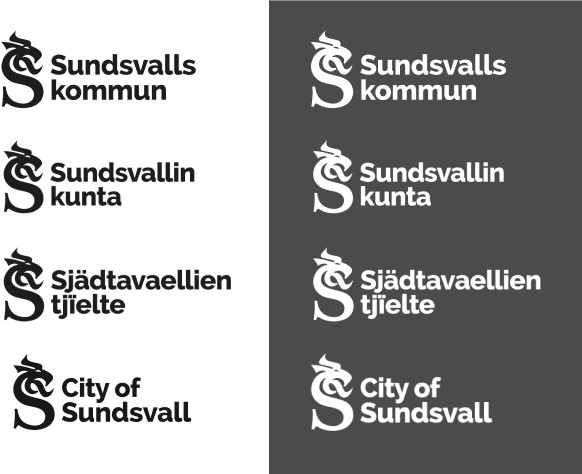 Sundsvalls
kommun
Sundsvalls
kommun
Sundsvallin
kunta
Sundsvallin
kunta
Sjädtavaellien
tjïelte
Sjädtavaellien
tjïelte
City of
Sundsvall
City of
Sundsvall